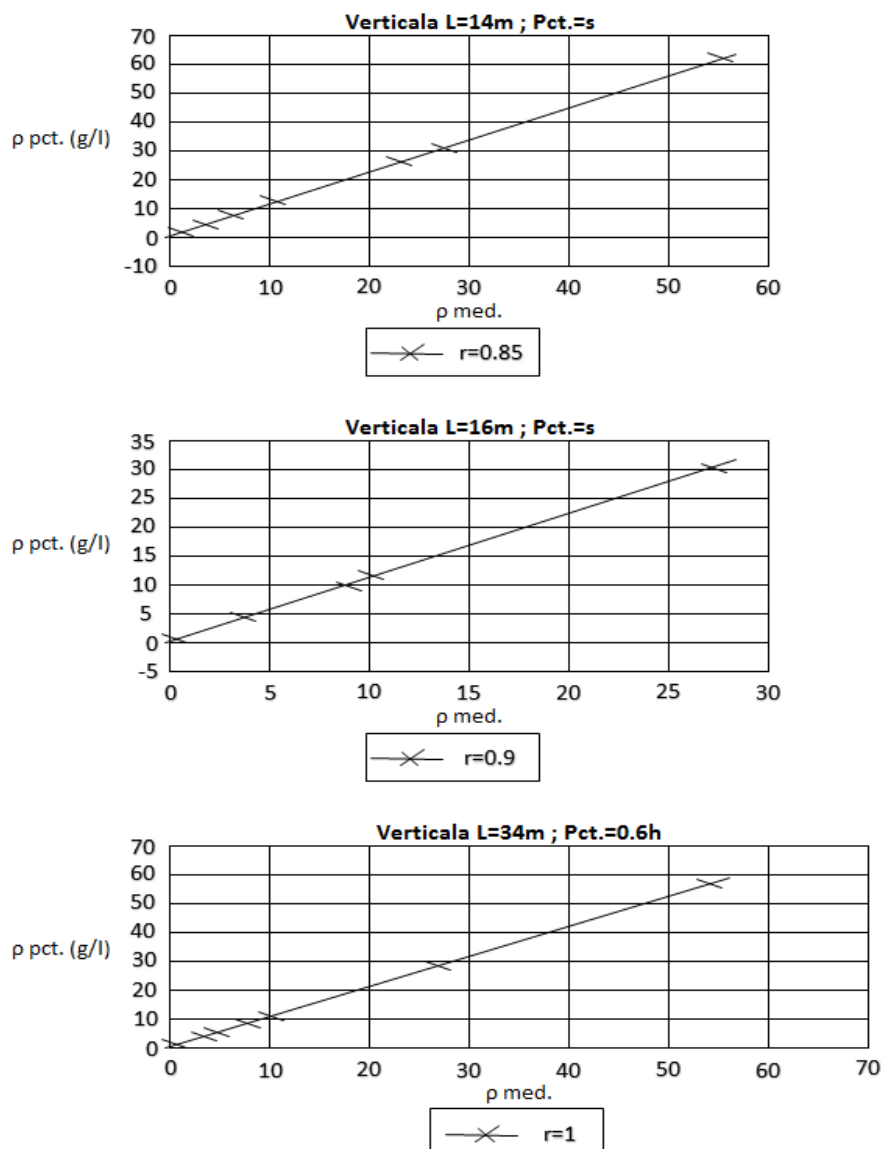 Verticala L=14m ; Pct.=s
70
60
50
40
30
20
10
0
-10
ρ pct. (g/l)
0 10 20 30 40 50 60
ρ med.
r=0.85
Verticala L=16m ; Pct.=s
35
30
25
20
15
10
5
0
-5
ρ pct. (g/l)
0 5 10 15 20 25 30
ρ med.
r=0.9
Verticala L=34m ; Pct.=0.6h
70
60
50
40
30
20
10
0
ρ pct. (g/l)
0 10 20 30 40 50 60 70
ρ med.
r=1